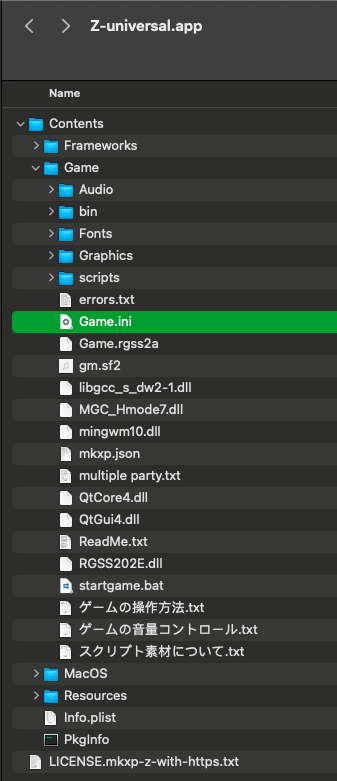 Z-universal.app
Name
Contents
Frameworks
Game
Audio
bin
Fonts
Graphics
scripts
errors.txt
Game.ini
Game.rgss2a
gm.sf2
libgcc_s_dw2-1.dll
MGC_Hmode7.dll
mingwm10.dll
mkxp.json
multiple party.txt
QtCore4.dll
QtGui4.dll
ReadMe.txt
RGSS202E.dll
startgame.bat
ゲームの操作方法.txt
ゲームの音量コントロール.txt
スクリプト素材について.txt
MacOS
Resources
Info.plist
PkgInfo
LICENSE.mkxp-z-with-https.txt